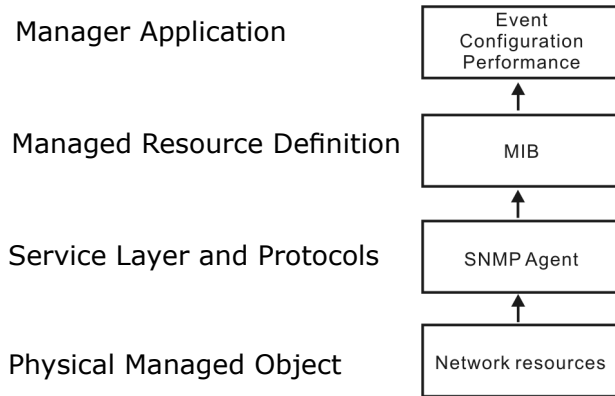 Manager Application
Event
Configuration
Performance
Managed Resource Definition
MIB
Service Layer and Protocols
SNMP Agent
Physical Managed Object
Network resources